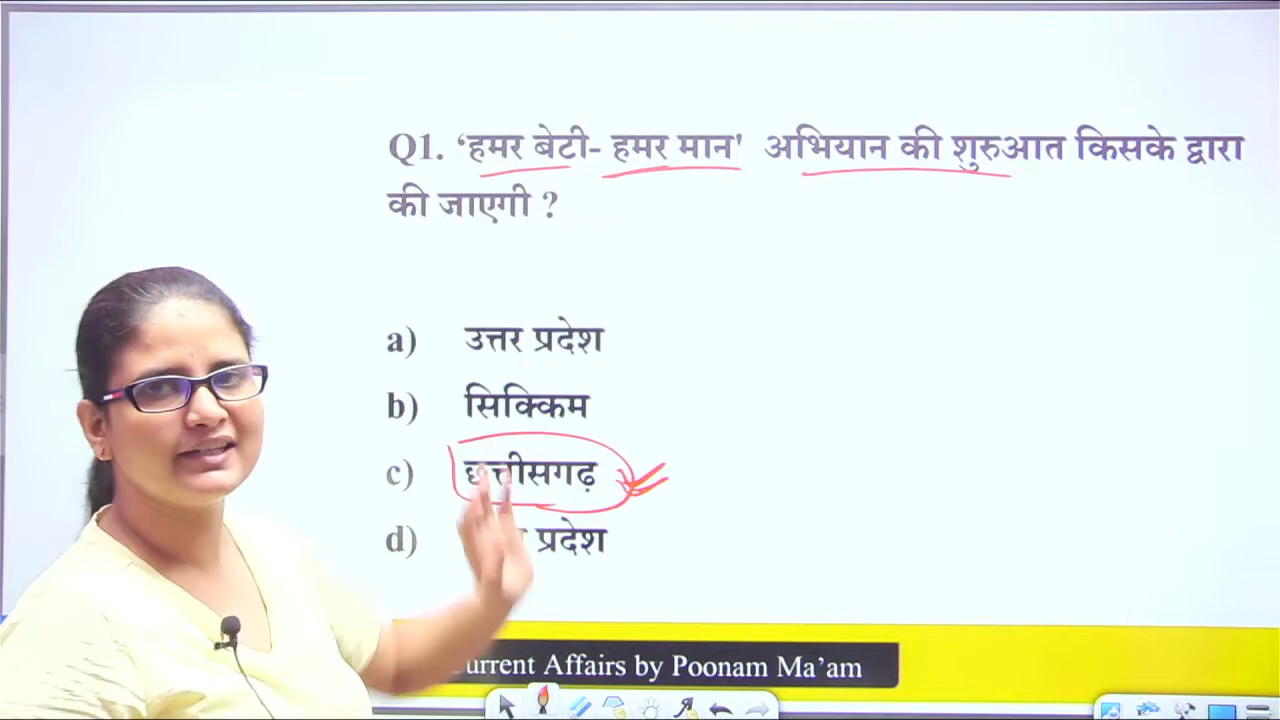 Q1. ‘हमर बेटी- हमर मान' अभियान की शुरुआत किसके द्वारा
की जाएगी ?
a) उत्तर प्रदेश
b) सिक्किम
c) छत्तीसगढ़
d) प्रदेश
Current Affairs by Poonam Ma’am